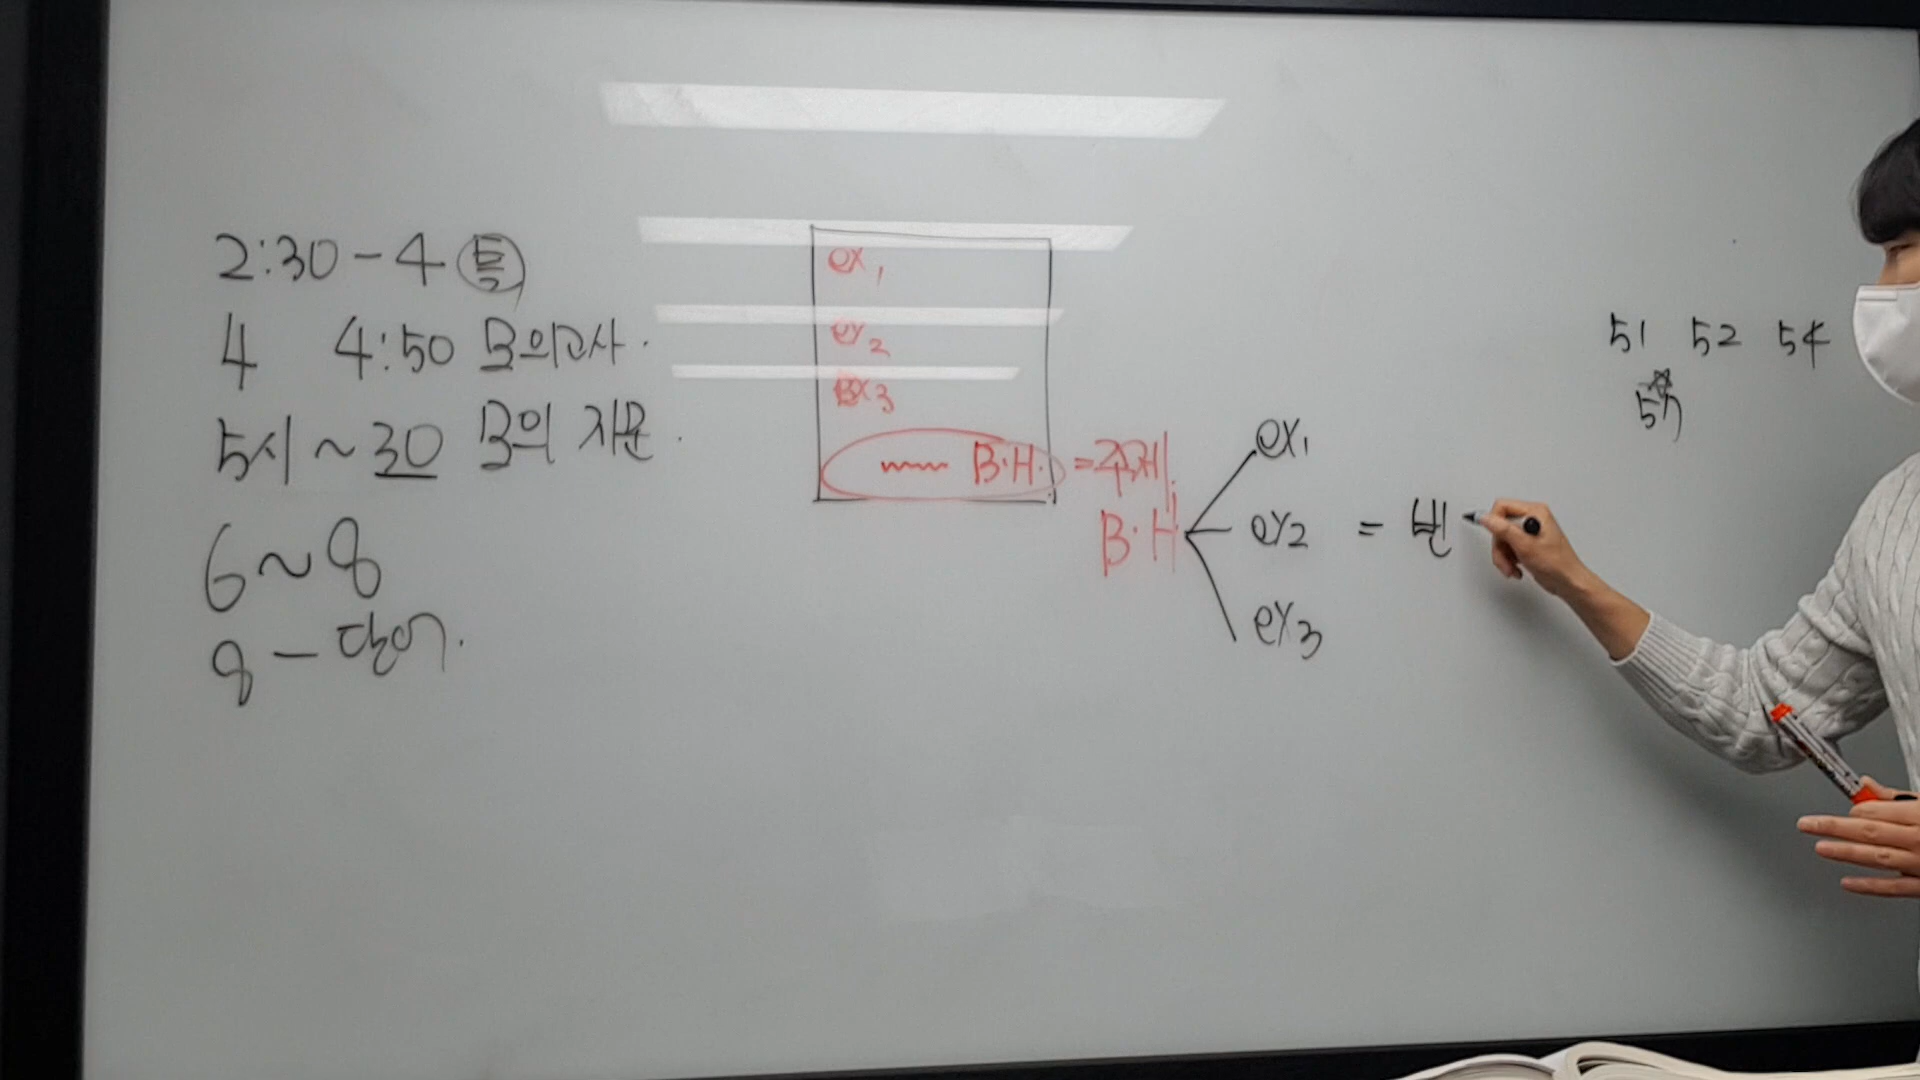 2:30 - 4 특
4 4:50 모의고사.
5시 ~ 30 모의 지문.
6 ~ 8
8 - 단어.
ex1
ex2
ex3
B·H. = 주제
B·H
ex1
ex2 = 빈
ex3
51 52 54
57